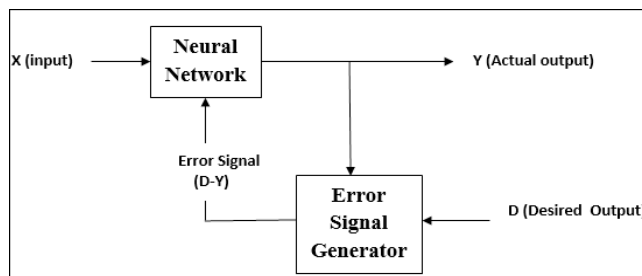 X (input)
Neural
Network
Y (Actual output)
Error Signal
(D-Y)
Error
Signal
Generator
D (Desired Output)